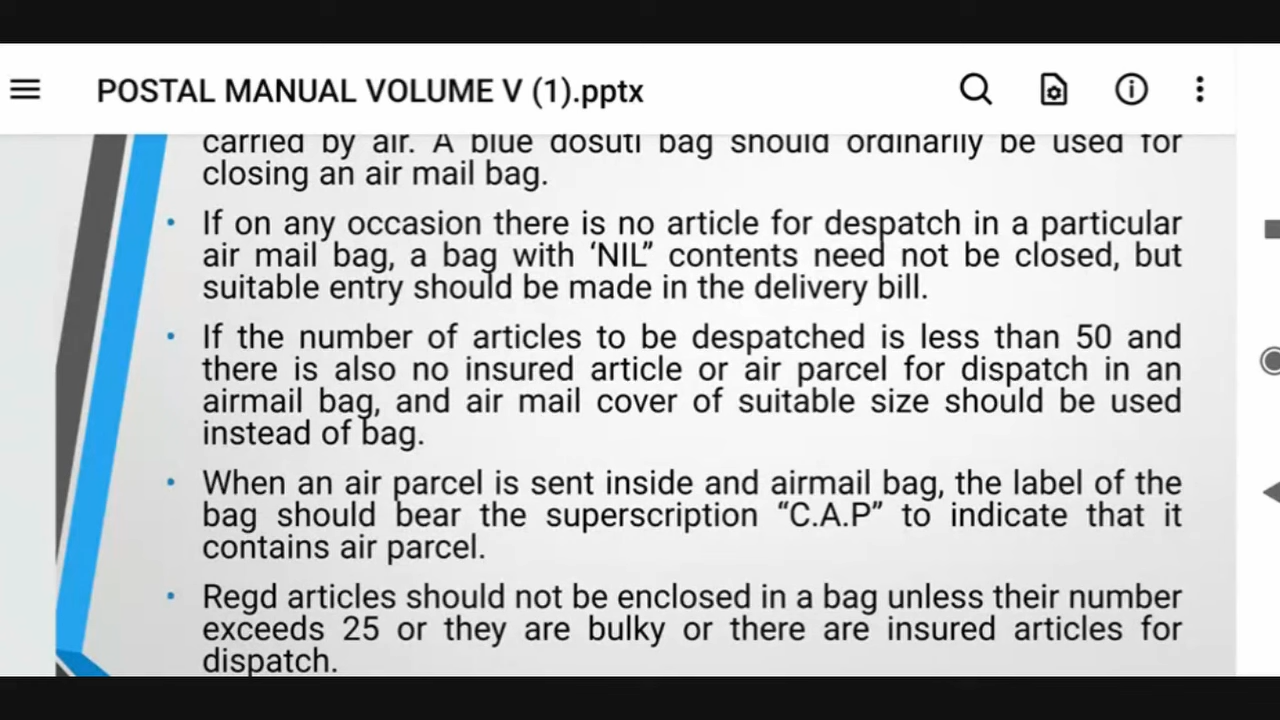 POSTAL MANUAL VOLUME V (1).pptx
carried by air. A blue dosuti bag should ordinarily be used for
closing an air mail bag.
• If on any occasion there is no article for despatch in a particular
air mail bag, a bag with ‘NIL” contents need not be closed, but
suitable entry should be made in the delivery bill.
• If the number of articles to be despatched is less than 50 and
there is also no insured article or air parcel for dispatch in an
airmail bag, and air mail cover of suitable size should be used
instead of bag.
• When an air parcel is sent inside and airmail bag, the label of the
bag should bear the superscription “C.A.P” to indicate that it
contains air parcel.
• Regd articles should not be enclosed in a bag unless their number
exceeds 25 or they are bulky or there are insured articles for
dispatch.